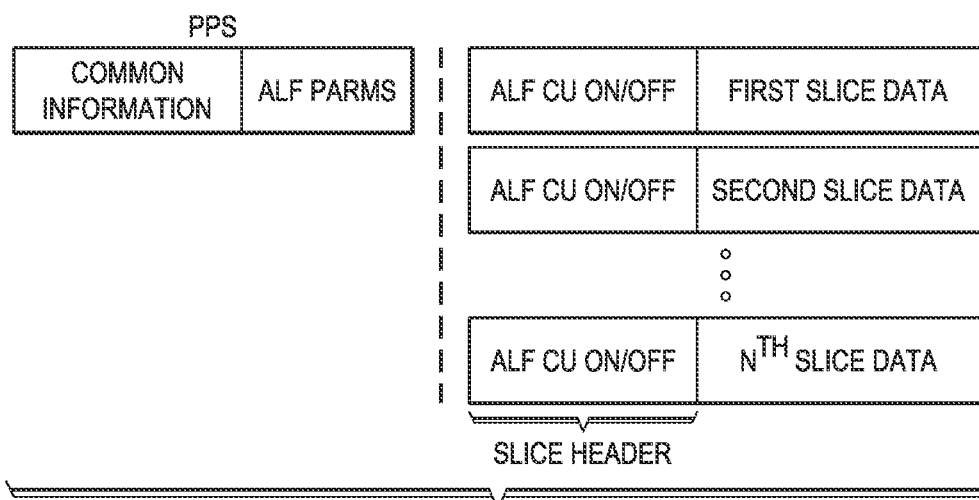 PPS
COMMON
INFORMATION
ALF PARMS
ALF CU ON/OFF
FIRST SLICE DATA
ALF CU ON/OFF
SECOND SLICE DATA
ALF CU ON/OFF
NTH SLICE DATA
SLICE HEADER